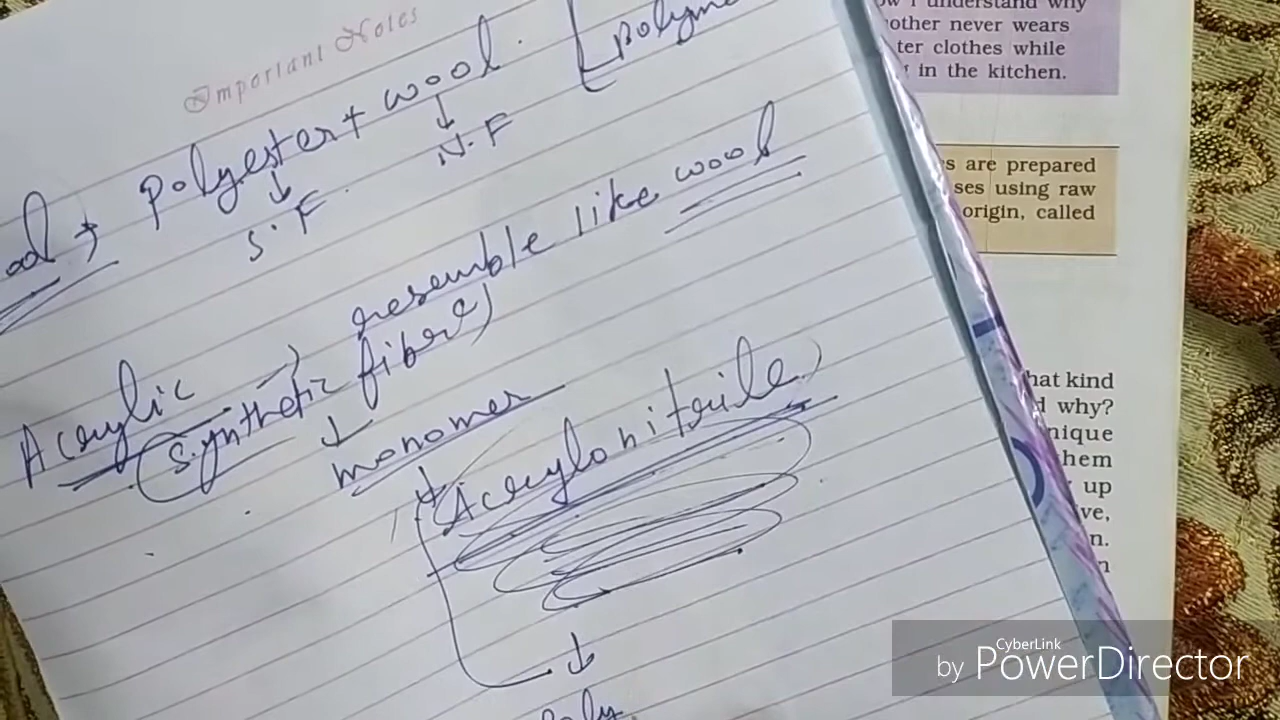 Important Notes
polyester + wool. [polyme
S.F N.F
Acrylic → resemble like wool
(synthetic fibre)
monomer
(Acrylonitrile)
Poly
ow I understand why
other never wears
ter clothes while
in the kitchen.
s are prepared
ses using raw
origin, called
hat kind
d why?
nique
hem
up
ve,
n.
n
CyberLink
by PowerDirector